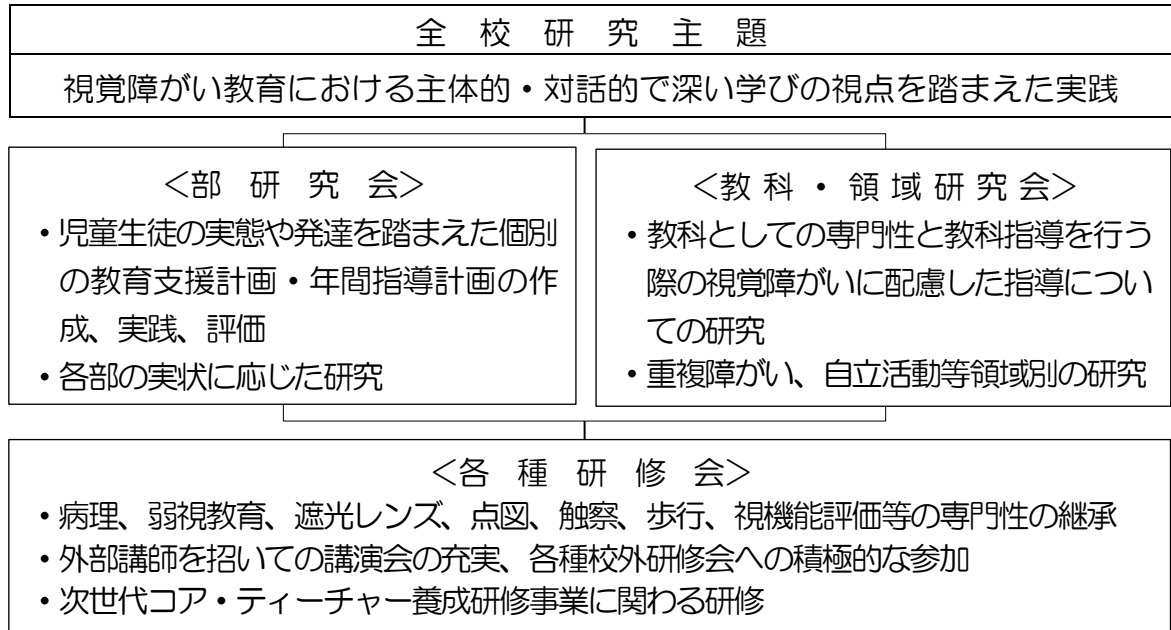 全 校 研 究 主 題
視覚障がい教育における主体的・対話的で深い学びの視点を踏まえた実践
＜部 研 究 会＞
・児童生徒の実態や発達を踏まえた個別
の教育支援計画・年間指導計画の作
成、実践、評価
・各部の実状に応じた研究
＜教 科 ・ 領 域 研 究 会＞
・教科としての専門性と教科指導を行う
際の視覚障がいに配慮した指導につい
ての研究
・重複障がい、自立活動等領域別の研究
＜各 種 研 修 会＞
・病理、弱視教育、遮光レンズ、点図、触察、歩行、視機能評価等の専門性の継承
・外部講師を招いての講演会の充実、各種校外研修会への積極的な参加
・次世代コア・ティーチャー養成研修事業に関わる研修